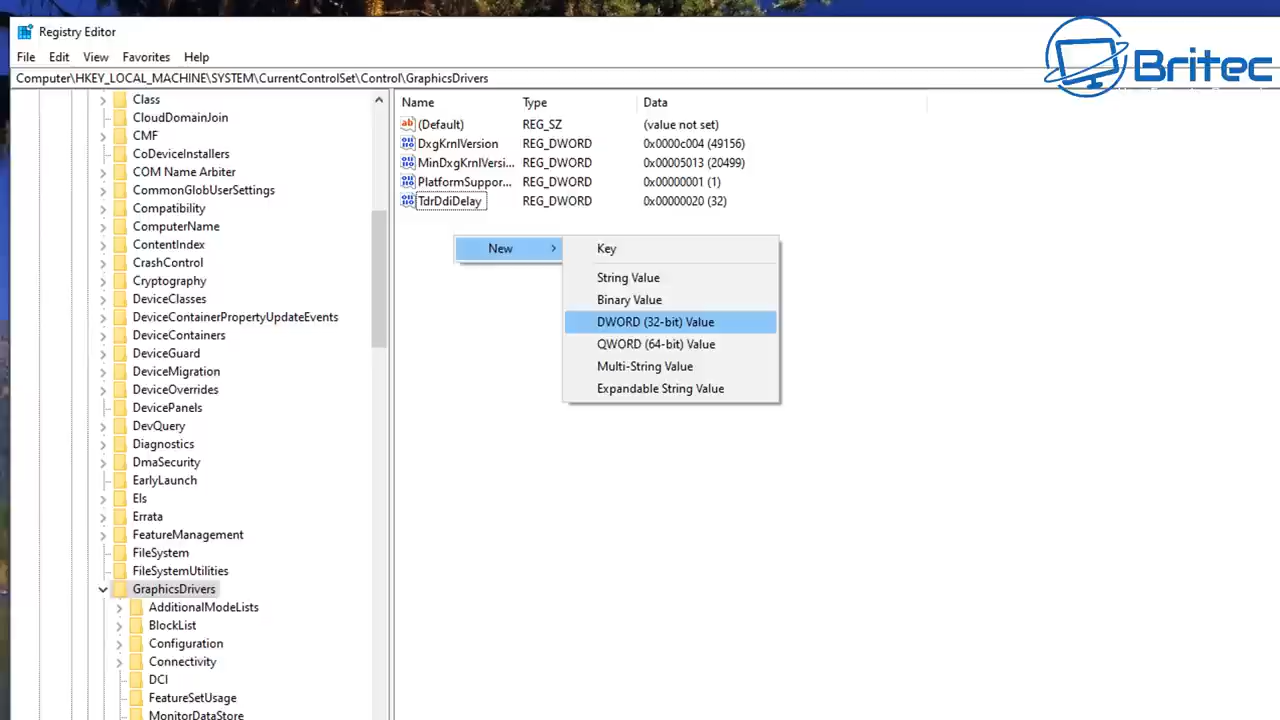 Registry Editor
Britec
File Edit View Favorites Help
Computer\HKEY_LOCAL_MACHINE\SYSTEM\CurrentControlSet\Control\GraphicsDrivers
Class
CloudDomainJoin
CMF
CoDeviceInstallers
COM Name Arbiter
CommonGlobUserSettings
Compatibility
ComputerName
ContentIndex
CrashControl
Cryptography
DeviceClasses
DeviceContainerPropertyUpdateEvents
DeviceContainers
DeviceGuard
DeviceMigration
DeviceOverrides
DevicePanels
DevQuery
Diagnostics
DmaSecurity
EarlyLaunch
Els
Errata
FeatureManagement
FileSystem
FileSystemUtilities
GraphicsDrivers
AdditionalModeLists
BlockList
Configuration
Connectivity
DCI
FeatureSetUsage
MonitorDataStore
Name Type Data
(Default) REG_SZ (value not set)
DxgKrnlVersion REG_DWORD 0x0000c004 (49156)
MinDxgKrnlVersi... REG_DWORD 0x00005013 (20499)
PlatformSuppor... REG_DWORD 0x00000001 (1)
TdrDdiDelay REG_DWORD 0x00000020 (32)
New
Key
String Value
Binary Value
DWORD (32-bit) Value
QWORD (64-bit) Value
Multi-String Value
Expandable String Value